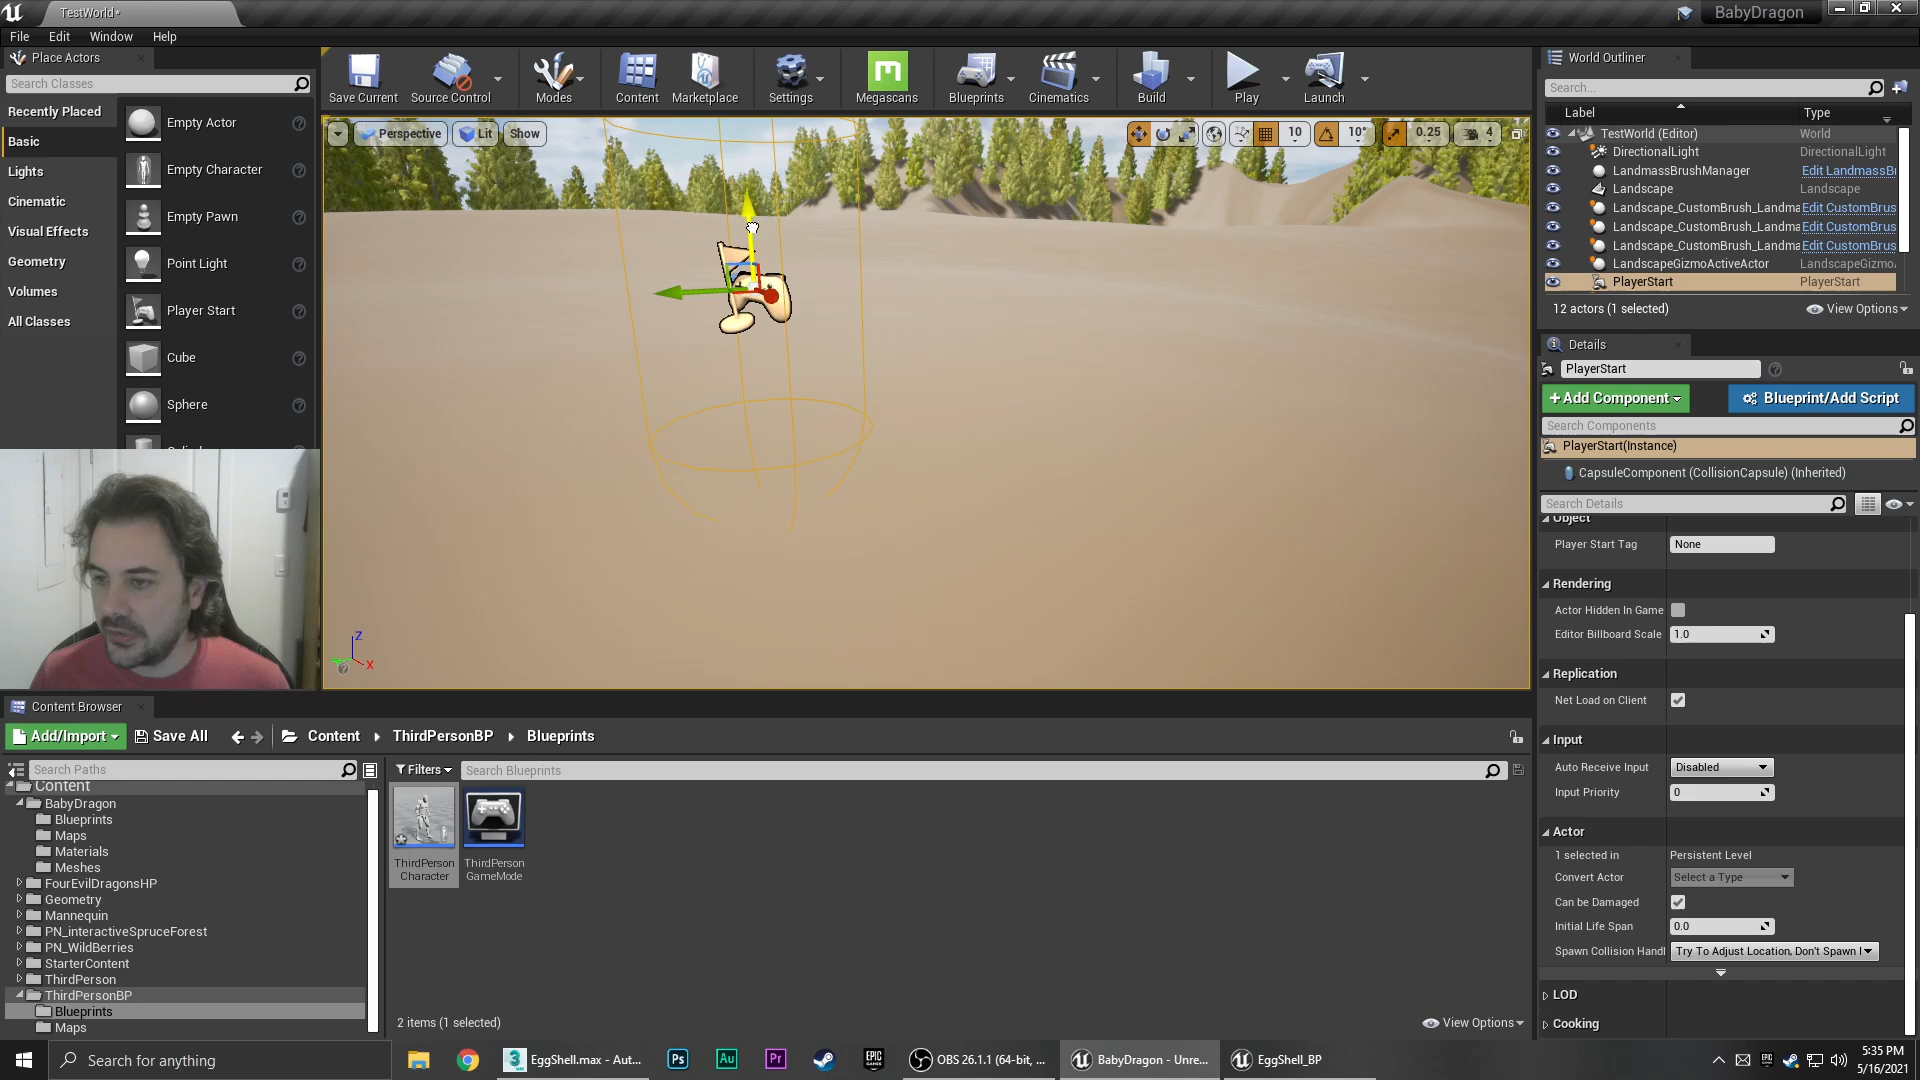 TestWorld*
BabyDragon
File Edit Window Help
Place Actors
Search Classes
Recently Placed
Basic
Lights
Cinematic
Visual Effects
Geometry
Volumes
All Classes
Empty Actor
Empty Character
Empty Pawn
Point Light
Player Start
Cube
Sphere
Save Current
Source Control
Modes
Content
Marketplace
Settings
Megascans
Blueprints
Cinematics
Build
Play
Launch
Perspective Lit Show
10 10° 0.25 4
Z
X
World Outliner
Search...
Label Type
TestWorld (Editor) World
DirectionalLight DirectionalLight
LandmassBrushManager Edit LandmassBr
Landscape Landscape
Landscape_CustomBrush_Landma Edit CustomBrus
Landscape_CustomBrush_Landma Edit CustomBrus
Landscape_CustomBrush_Landma Edit CustomBrus
LandscapeGizmoActiveActor LandscapeGizmo
PlayerStart PlayerStart
12 actors (1 selected) View Options
Details
PlayerStart
+Add Component Blueprint/Add Script
Search Components
PlayerStart(Instance)
CapsuleComponent (CollisionCapsule) (Inherited)
Search Details
Object
Player Start Tag None
Rendering
Actor Hidden In Game
Editor Billboard Scale 1.0
Replication
Net Load on Client
Input
Auto Receive Input Disabled
Input Priority 0
Actor
1 selected in Persistent Level
Convert Actor Select a Type
Can be Damaged
Initial Life Span 0.0
Spawn Collision Handl Try To Adjust Location, Don't Spawn I
LOD
Cooking
Content Browser
Add/Import Save All Content ThirdPersonBP Blueprints
Search Paths
Filters Search Blueprints
Content
BabyDragon
Blueprints
Maps
Materials
Meshes
FourEvilDragonsHP
Geometry
Mannequin
PN_interactiveSpruceForest
PN_WildBerries
StarterContent
ThirdPerson
ThirdPersonBP
Blueprints
Maps
ThirdPerson
Character
ThirdPerson
GameMode
2 items (1 selected) View Options
Search for anything
EggShell.max - Aut...
Ps
Au
Pr
EPIC
GAMES
OBS 26.1.1 (64-bit, ...
BabyDragon - Unre...
EggShell_BP
5:35 PM
5/16/2021